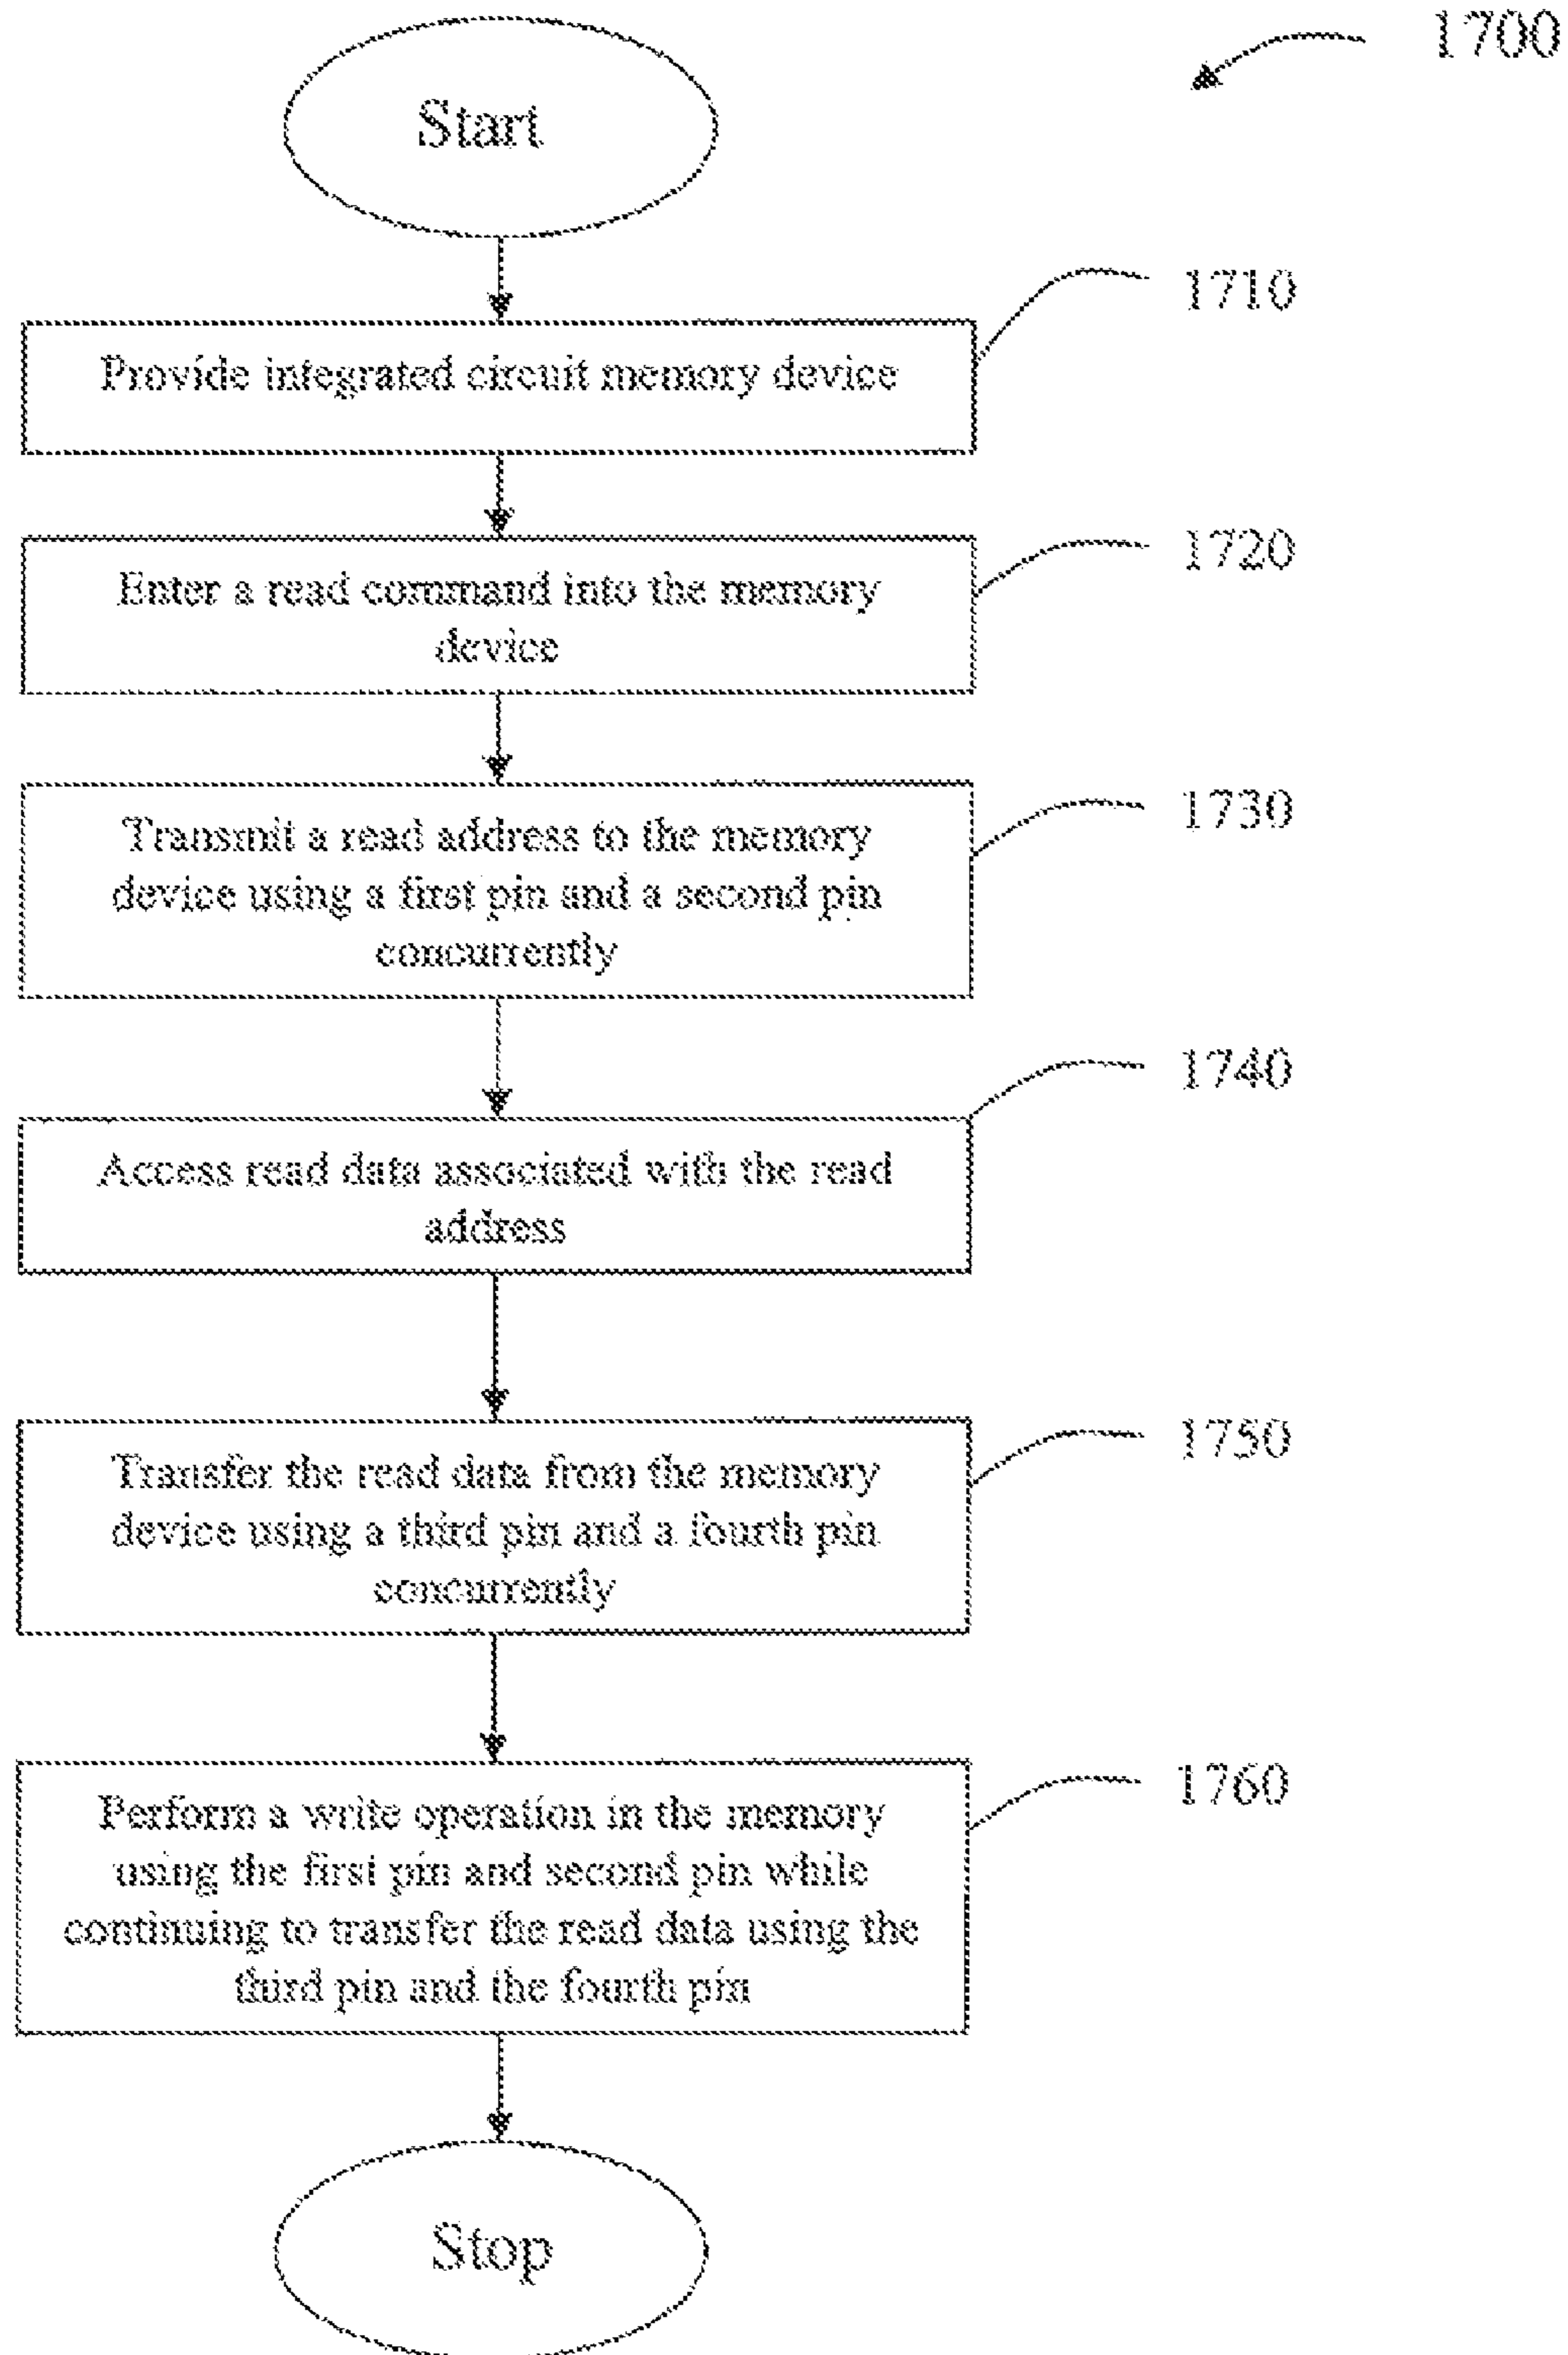 1700
Start
1710
Provide integrated circuit memory device
1720
Enter a read command into the memory
device
1730
Transmit a read address to the memory
device using a first pin and a second pin
concurrently
1740
Access read data associated with the read
address
1750
Transfer the read data from the memory
device using a third pin and a fourth pin
concurrently
1760
Perform a write operation in the memory
using the first pin and second pin while
continuing to transfer the read data using the
third pin and the fourth pin
Stop